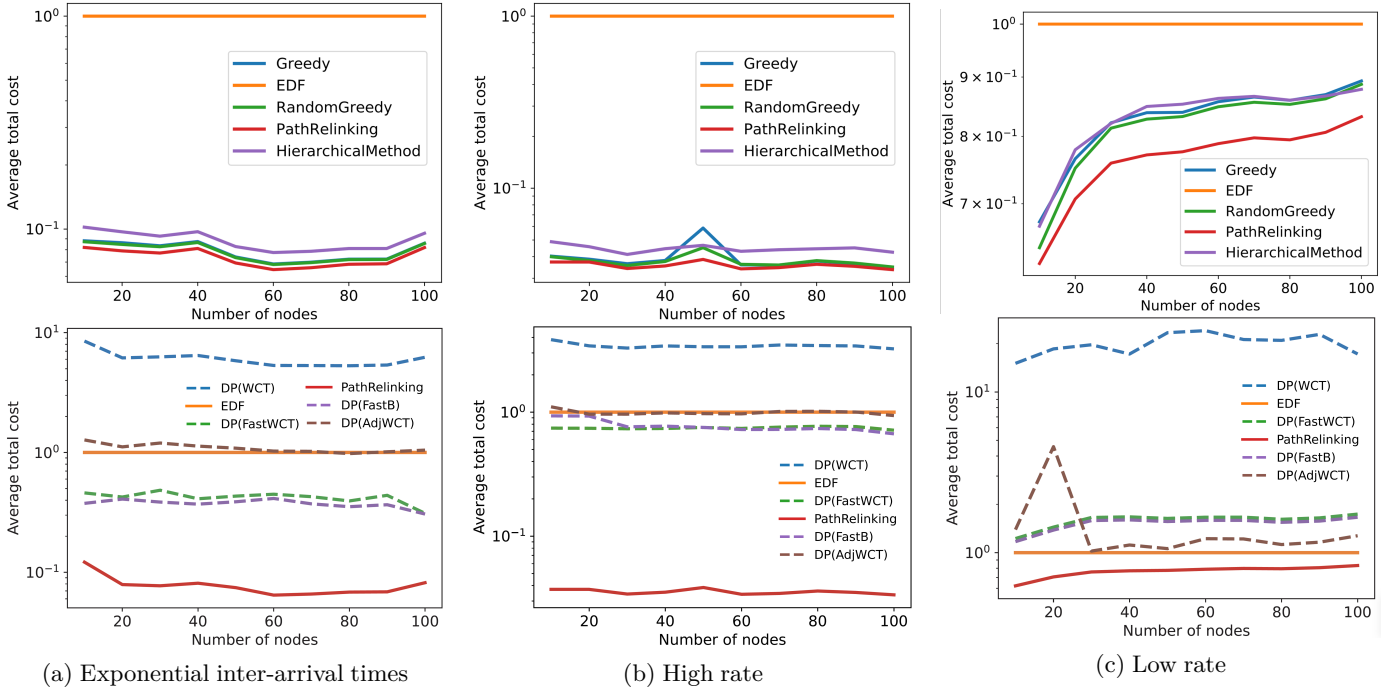 10⁰
10⁻¹
Average total cost
Greedy
EDF
RandomGreedy
PathRelinking
HierarchicalMethod
20 40 60 80 100
Number of nodes
10⁰
10⁻¹
Average total cost
Greedy
EDF
RandomGreedy
PathRelinking
HierarchicalMethod
20 40 60 80 100
Number of nodes
10⁰
9 × 10⁻¹
8 × 10⁻¹
7 × 10⁻¹
Average total cost
Greedy
EDF
RandomGreedy
PathRelinking
HierarchicalMethod
20 40 60 80 100
Number of nodes
10¹
10⁰
10⁻¹
Average total cost
DP(WCT)
EDF
DP(FastWCT)
PathRelinking
DP(FastB)
DP(AdjWCT)
20 40 60 80 100
Number of nodes
(a) Exponential inter-arrival times
10⁰
10⁻¹
Average total cost
DP(WCT)
EDF
DP(FastWCT)
PathRelinking
DP(FastB)
DP(AdjWCT)
20 40 60 80 100
Number of nodes
(b) High rate
10¹
10⁰
Average total cost
DP(WCT)
EDF
DP(FastWCT)
PathRelinking
DP(FastB)
DP(AdjWCT)
20 40 60 80 100
Number of nodes
(c) Low rate